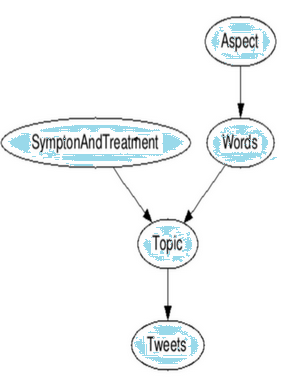 Aspect
SymptonAndTreatment
Words
Topic
Tweets